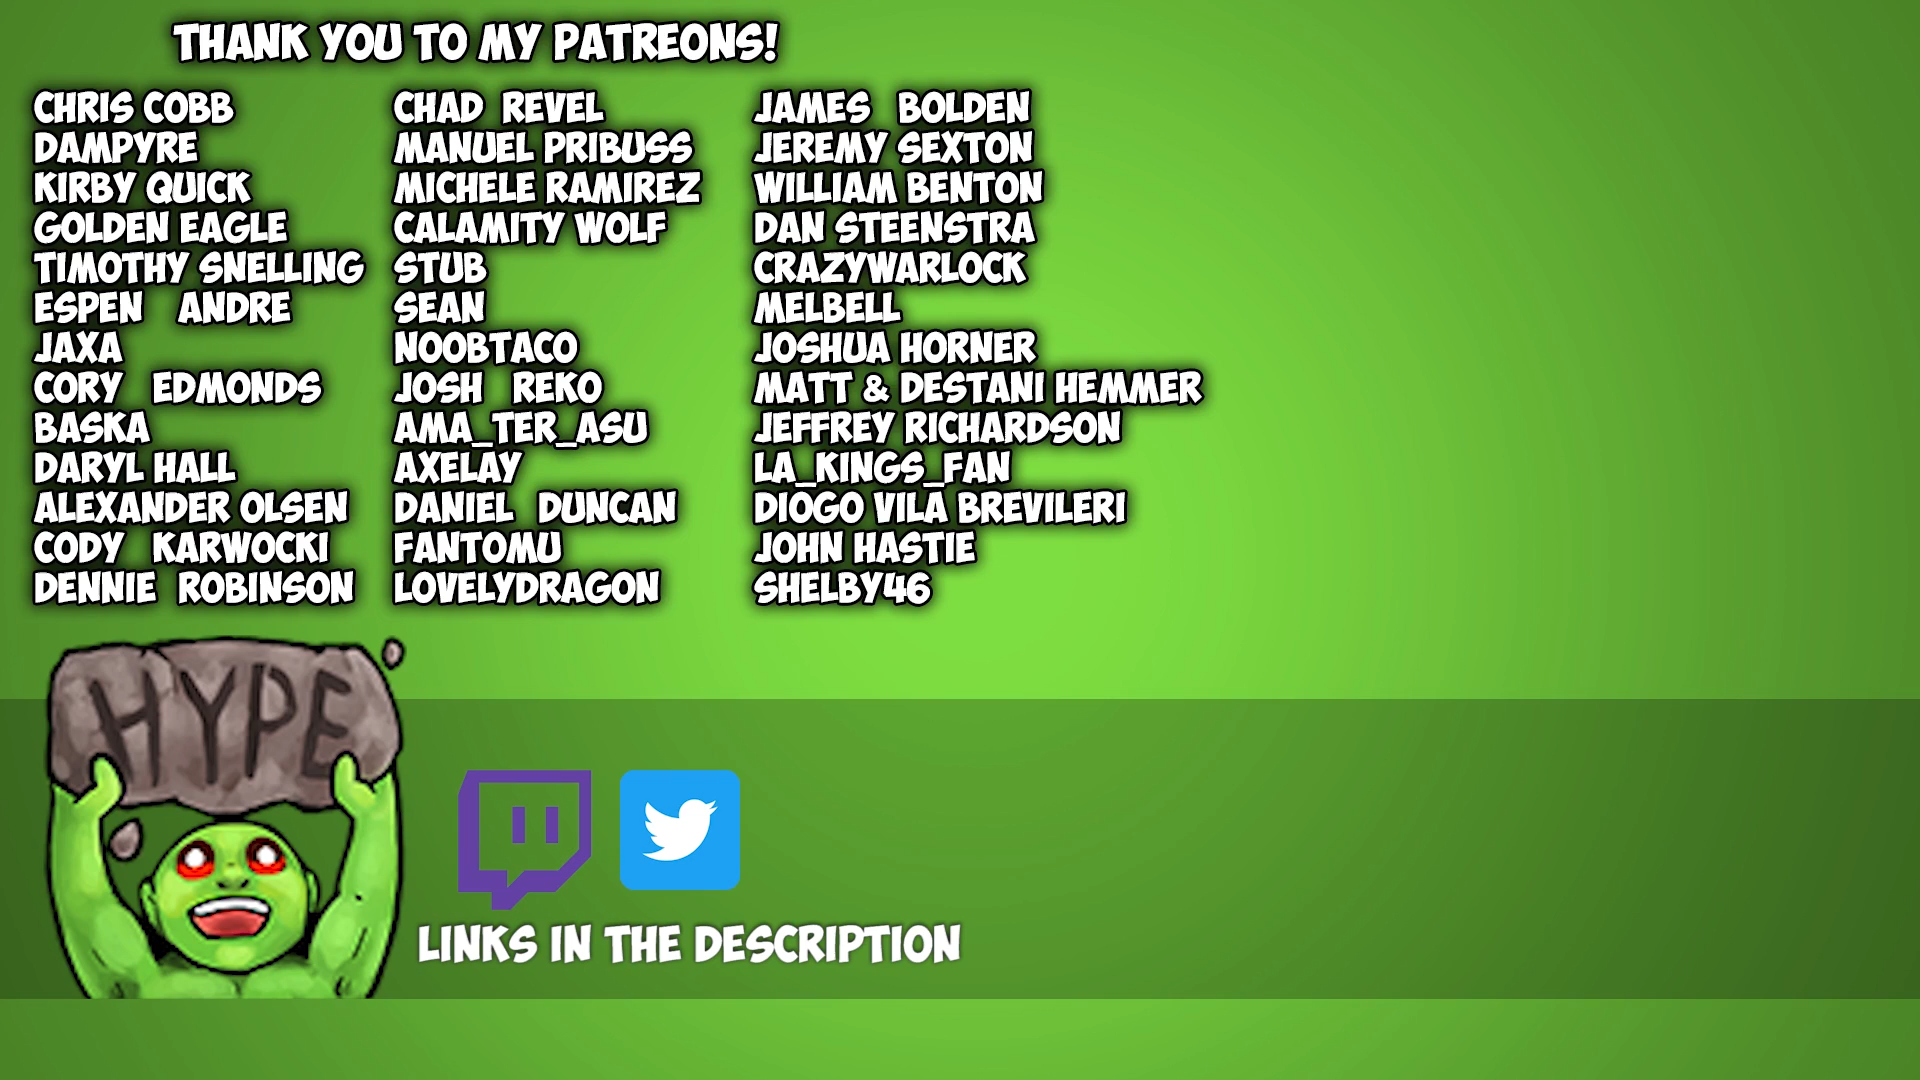 THANK YOU TO MY PATREONS!
CHRIS COBB
DAMPYRE
KIRBY QUICK
GOLDEN EAGLE
TIMOTHY SNELLING
ESPEN ANDRE
JAXA
CORY EDMONDS
BASKA
DARYL HALL
ALEXANDER OLSEN
CODY KARWOCKI
DENNIE ROBINSON
CHAD REVEL
MANUEL PRIBUSS
MICHELE RAMIREZ
CALAMITY WOLF
STUB
SEAN
NOOBTACO
JOSH REKO
AMA_TER_ASU
AXELAY
DANIEL DUNCAN
FANTOMU
LOVELYDRAGON
JAMES BOLDEN
JEREMY SEXTON
WILLIAM BENTON
DAN STEENSTRA
CRAZYWARLOCK
MELBELL
JOSHUA HORNER
MATT & DESTANI HEMMER
JEFFREY RICHARDSON
LA_KINGS_FAN
DIOGO VILA BREVILERI
JOHN HASTIE
SHELBY46
HYPE
LINKS IN THE DESCRIPTION